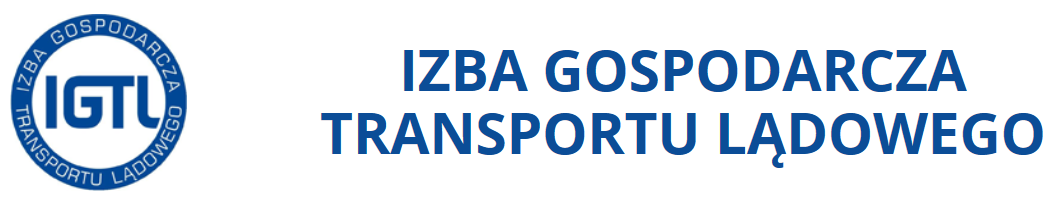 IZBA GOSPODARCZA
IGTL
TRANSPORTU LĄDOWEGO
IZBA GOSPODARCZA
TRANSPORTU LĄDOWEGO